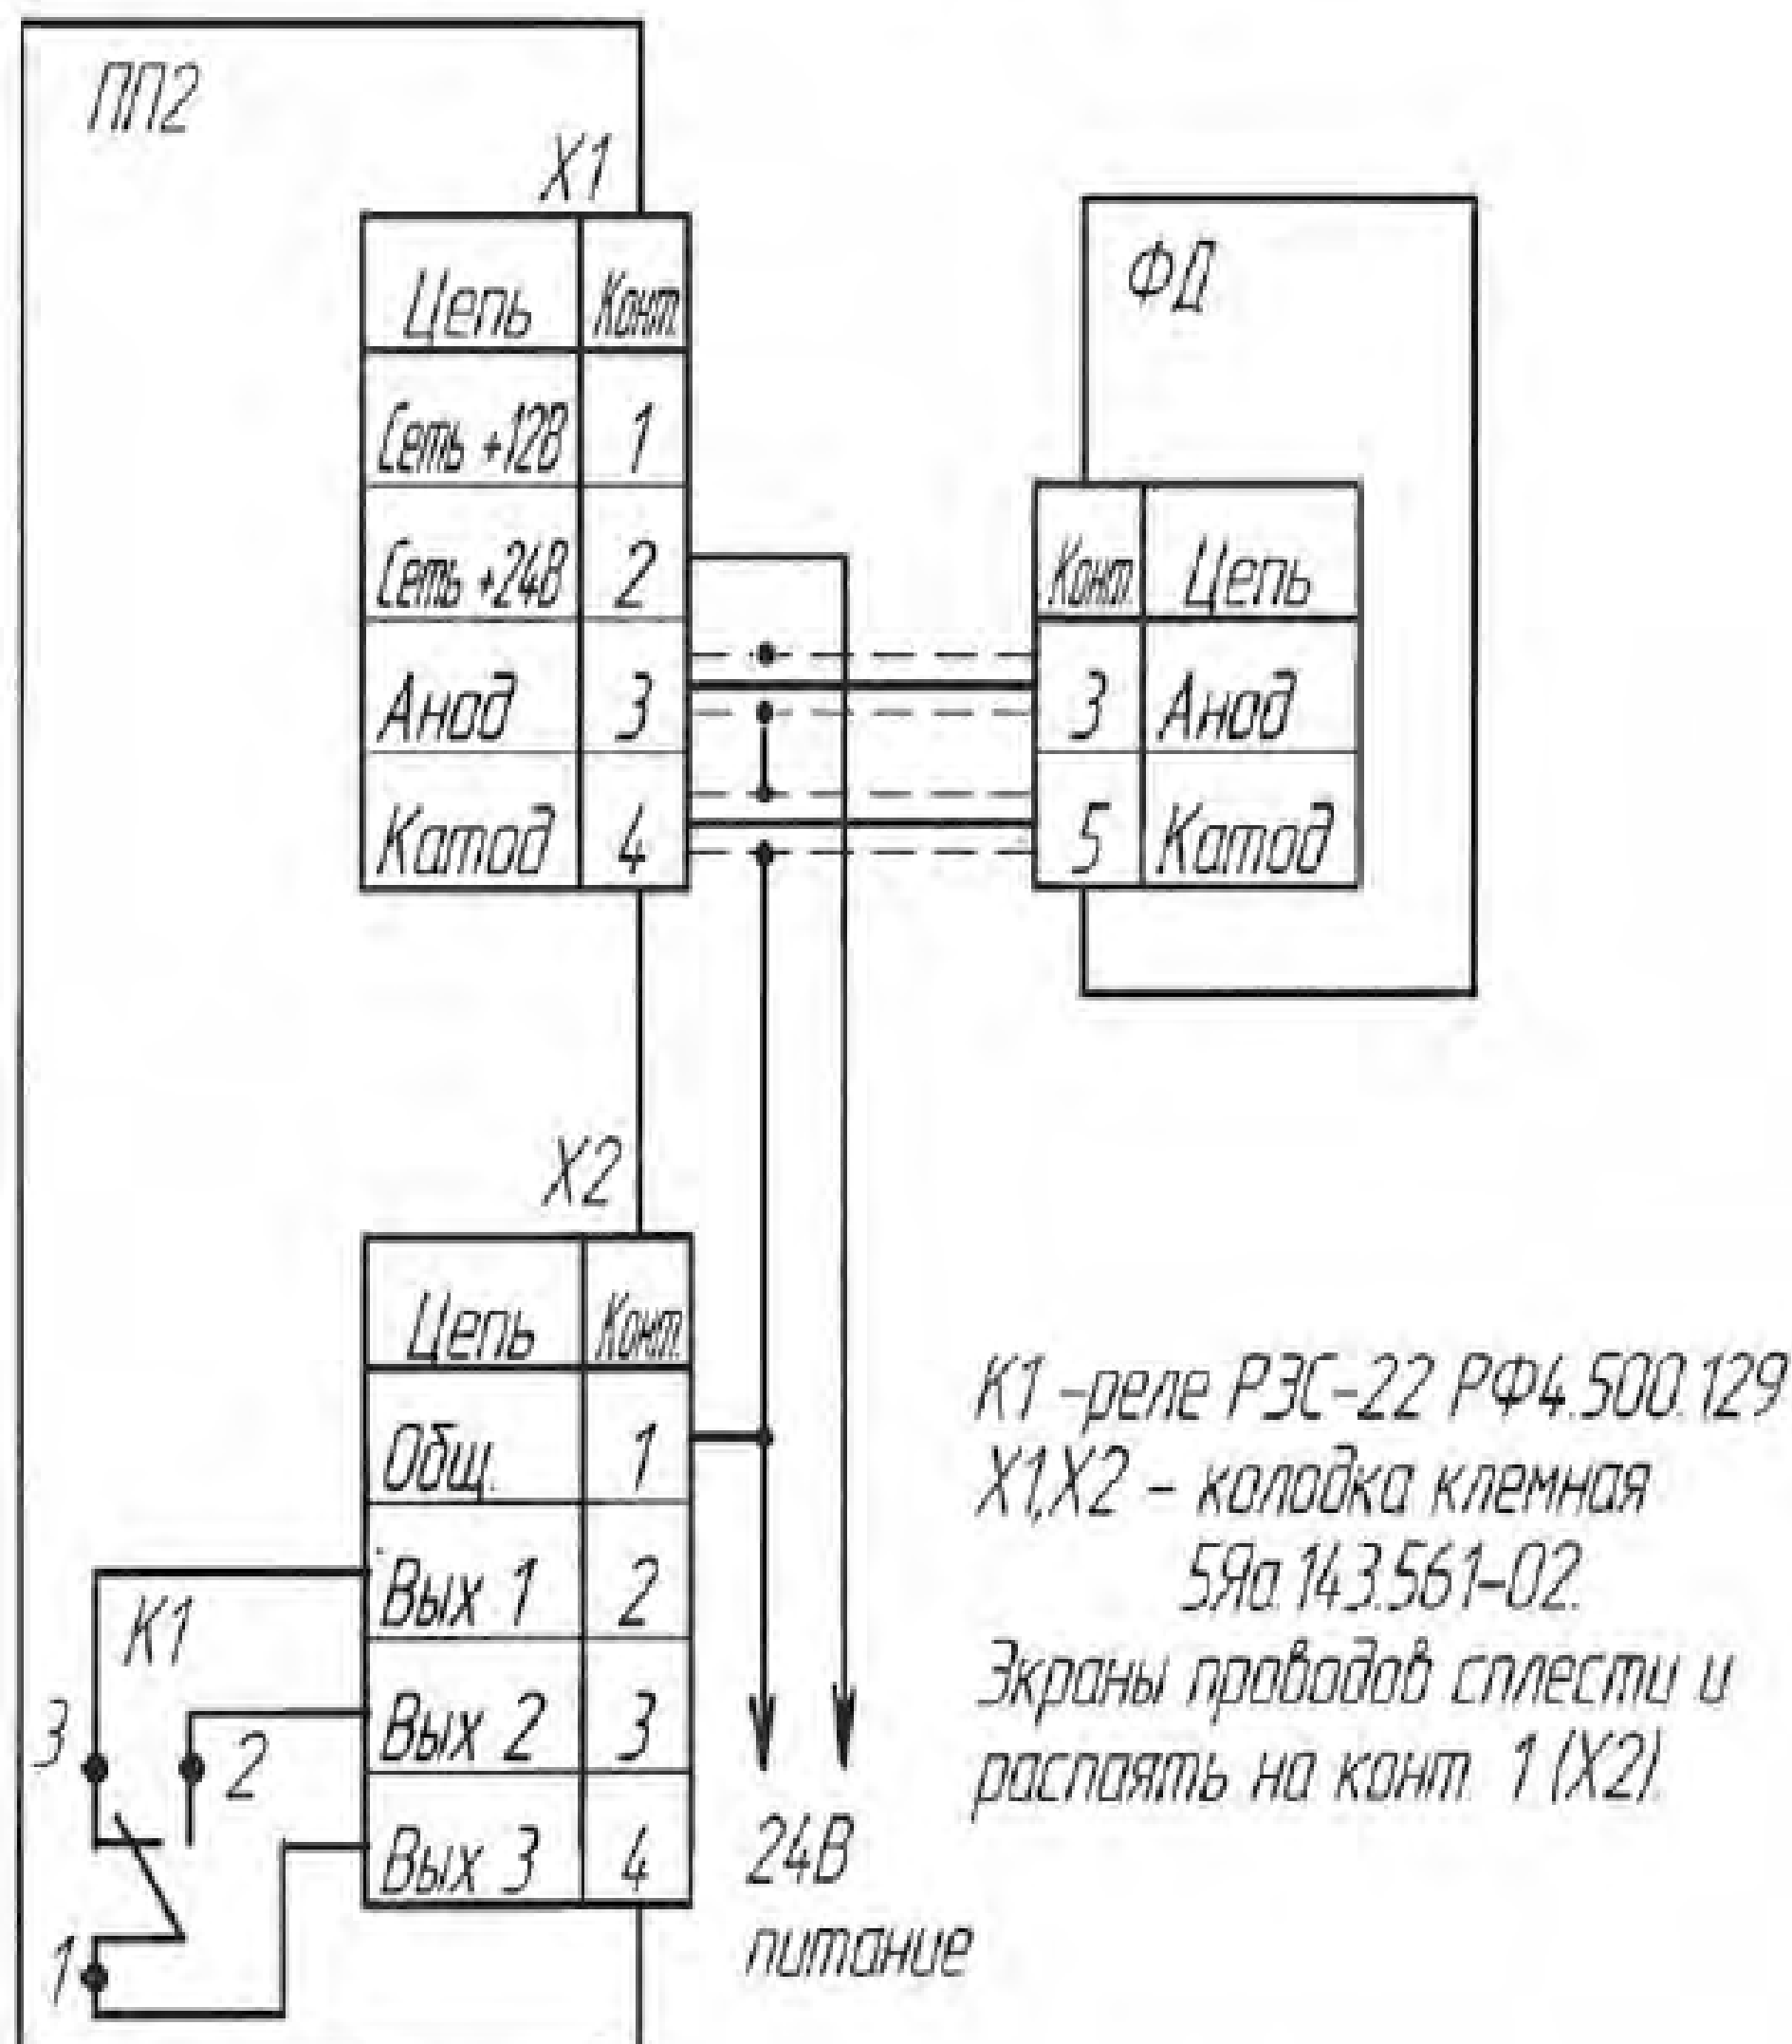 ПП2
X1
Цепь Конт.
Сеть +12В 1
Сеть +24В 2
Анод 3
Катод 4
ФД
Конт. Цепь
3 Анод
5 Катод
X2
Цепь Конт.
Общ. 1
Вых 1 2
Вых 2 3
Вых 3 4
К1
3
2
1
24В
питание
К1 -реле РЭС-22 РФ4.500.129
X1,X2 - колодка клемная
5Яа.143.561-02.
Экраны проводов сплести и
распаять на конт. 1 (X2).